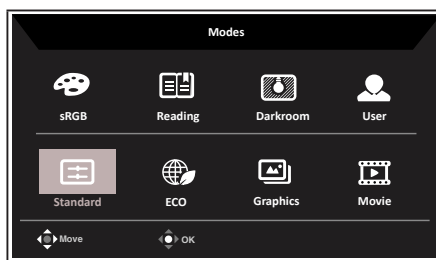 Modes
sRGB Reading Darkroom User
Standard ECO Graphics Movie
Move OK